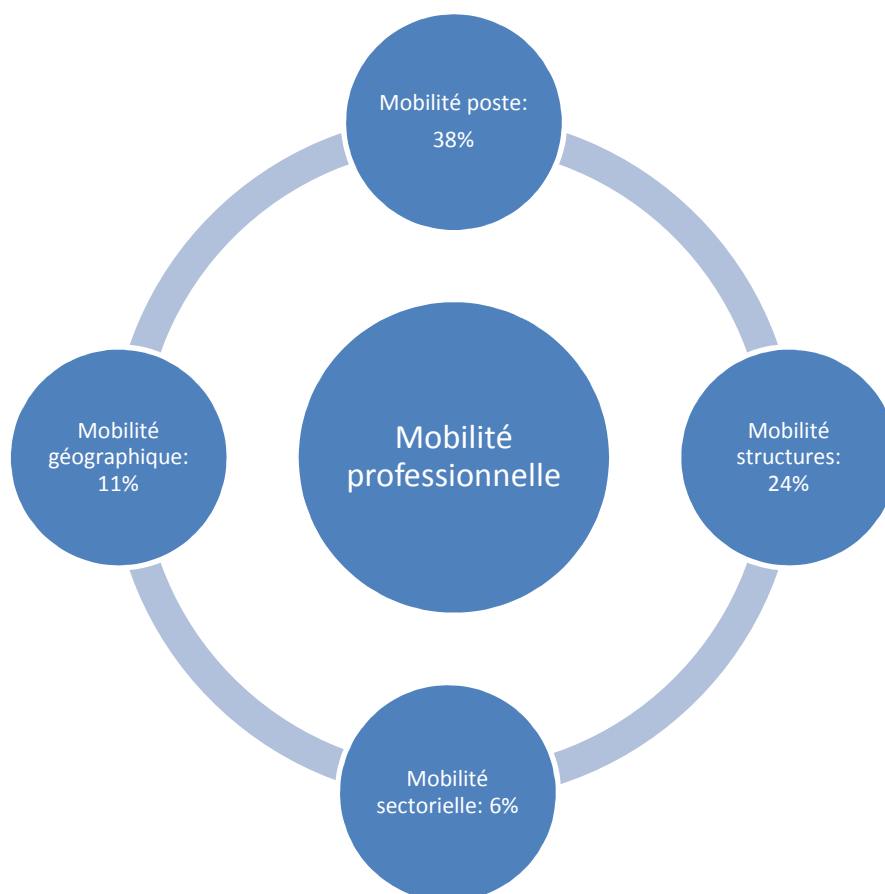 Mobilité poste:
38%
Mobilité
géographique:
11%
Mobilité
professionnelle
Mobilité
structures:
24%
Mobilité
sectorielle: 6%